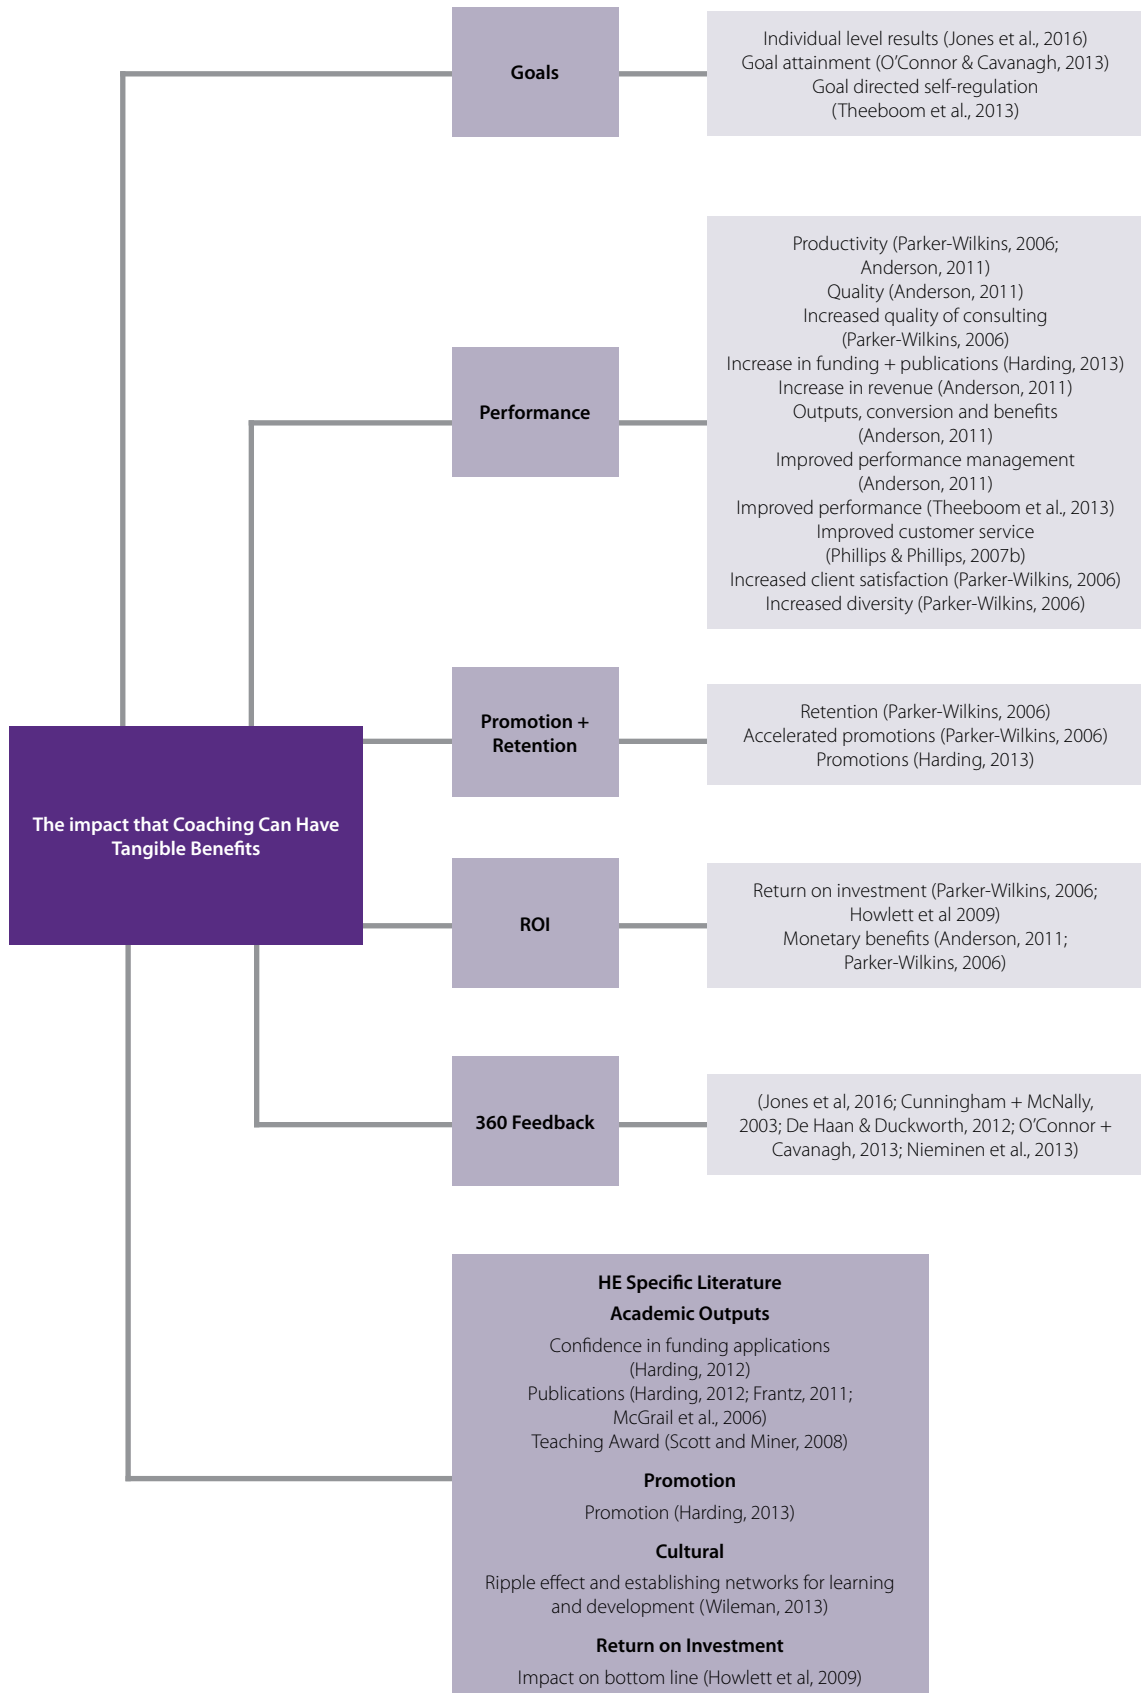 Goals
Individual level results (Jones et al., 2016)
Goal attainment (O'Connor & Cavanagh, 2013)
Goal directed self-regulation
(Theeboom et al., 2013)
Performance
Productivity (Parker-Wilkins, 2006;
Anderson, 2011)
Quality (Anderson, 2011)
Increased quality of consulting
(Parker-Wilkins, 2006)
Increase in funding + publications (Harding, 2013)
Increase in revenue (Anderson, 2011)
Outputs, conversion and benefits
(Anderson, 2011)
Improved performance management
(Anderson, 2011)
Improved performance (Theeboom et al., 2013)
Improved customer service
(Phillips & Phillips, 2007b)
Increased client satisfaction (Parker-Wilkins, 2006)
Increased diversity (Parker-Wilkins, 2006)
Promotion +
Retention
Retention (Parker-Wilkins, 2006)
Accelerated promotions (Parker-Wilkins, 2006)
Promotions (Harding, 2013)
The impact that Coaching Can Have
Tangible Benefits
ROI
Return on investment (Parker-Wilkins, 2006;
Howlett et al 2009)
Monetary benefits (Anderson, 2011;
Parker-Wilkins, 2006)
360 Feedback
(Jones et al, 2016; Cunningham + McNally,
2003; De Haan & Duckworth, 2012; O'Connor +
Cavanagh, 2013; Nieminen et al., 2013)
HE Specific Literature
Academic Outputs
Confidence in funding applications
(Harding, 2012)
Publications (Harding, 2012; Frantz, 2011;
McGrail et al., 2006)
Teaching Award (Scott and Miner, 2008)
Promotion
Promotion (Harding, 2013)
Cultural
Ripple effect and establishing networks for learning
and development (Wileman, 2013)
Return on Investment
Impact on bottom line (Howlett et al, 2009)